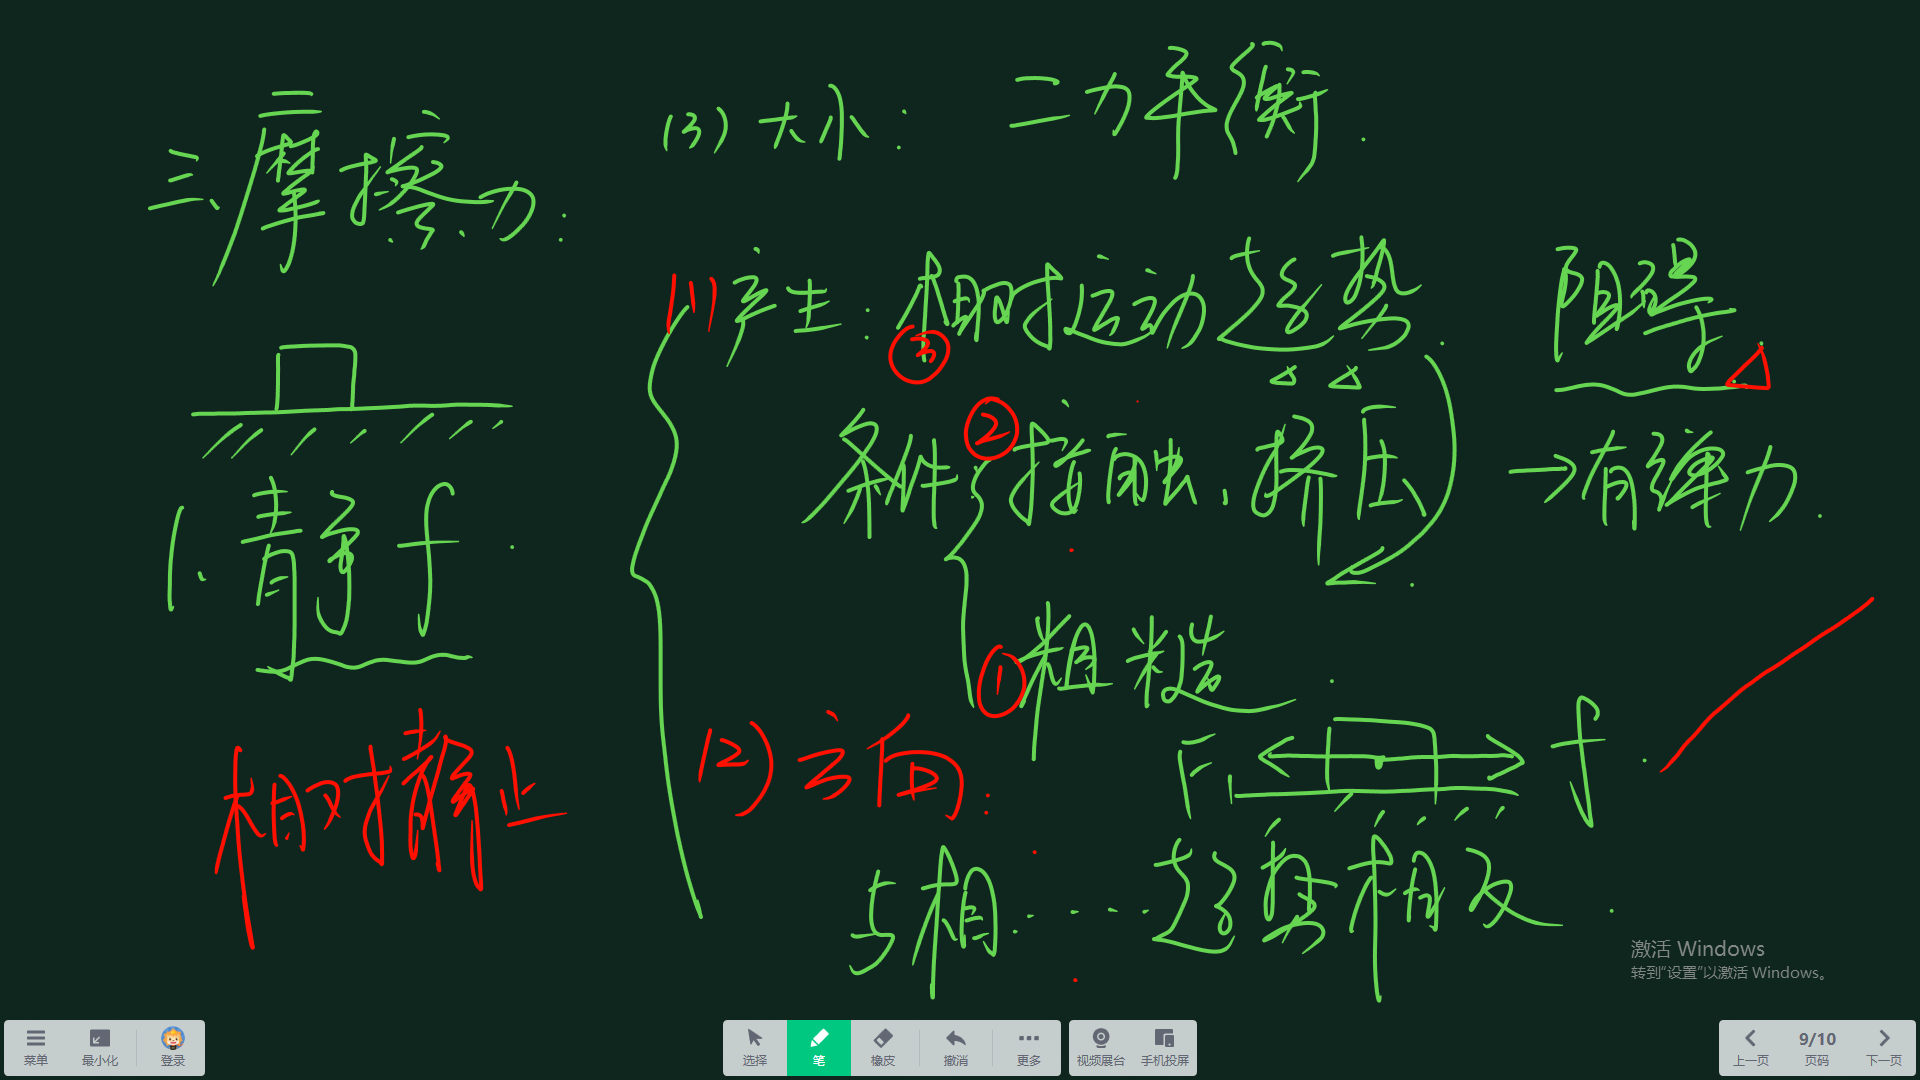 三、摩擦力：
(3) 大小：二力平衡.
(1) 产生：相对运动趋势. 阻碍
③
条件 ② 接触、挤压 → 有弹力.
① 粗糙.
1. 静f.
相对静止
(2) 方向：
F₁ f.
与相……趋势相反.
激活 Windows
转到“设置”以激活 Windows。
菜单 最小化 登录 选择 笔 橡皮 撤消 更多 视频展台 手机投屏 上一页 9/10 页码 下一页